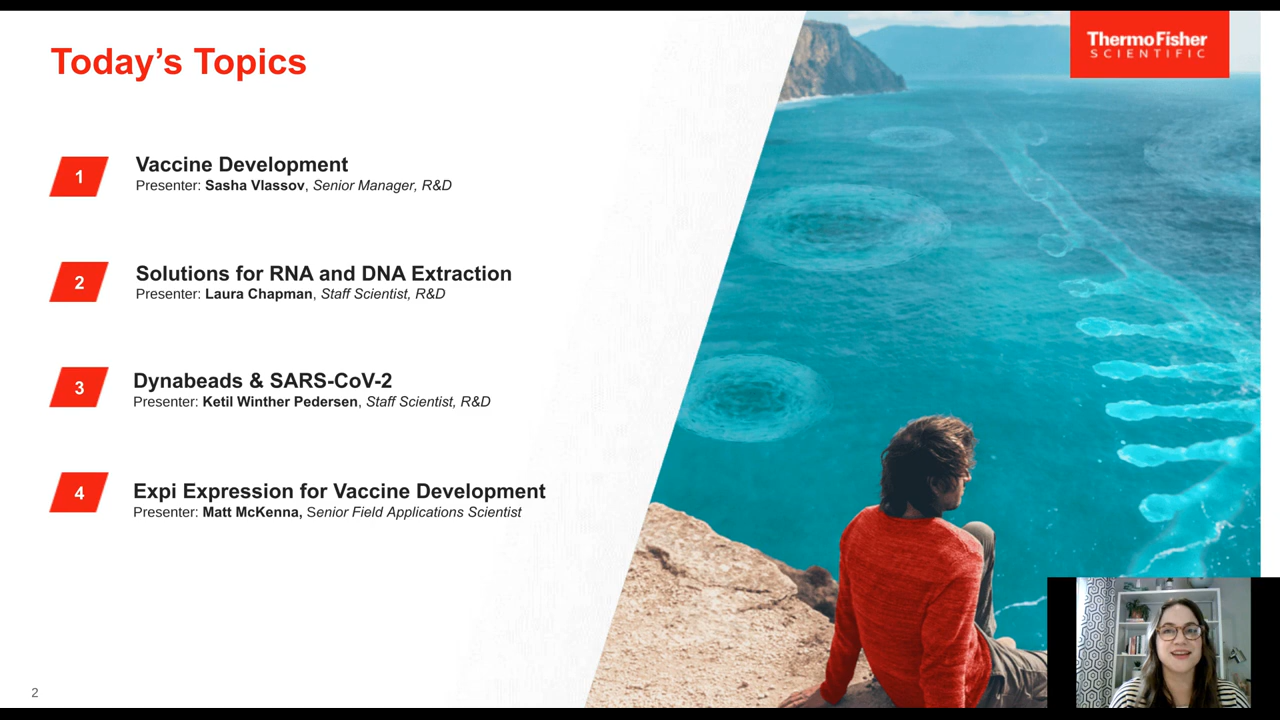 Today’s Topics
ThermoFisher
SCIENTIFIC
1
Vaccine Development
Presenter: Sasha Vlassov, Senior Manager, R&D
2
Solutions for RNA and DNA Extraction
Presenter: Laura Chapman, Staff Scientist, R&D
3
Dynabeads & SARS-CoV-2
Presenter: Ketil Winther Pedersen, Staff Scientist, R&D
4
Expi Expression for Vaccine Development
Presenter: Matt McKenna, Senior Field Applications Scientist
2